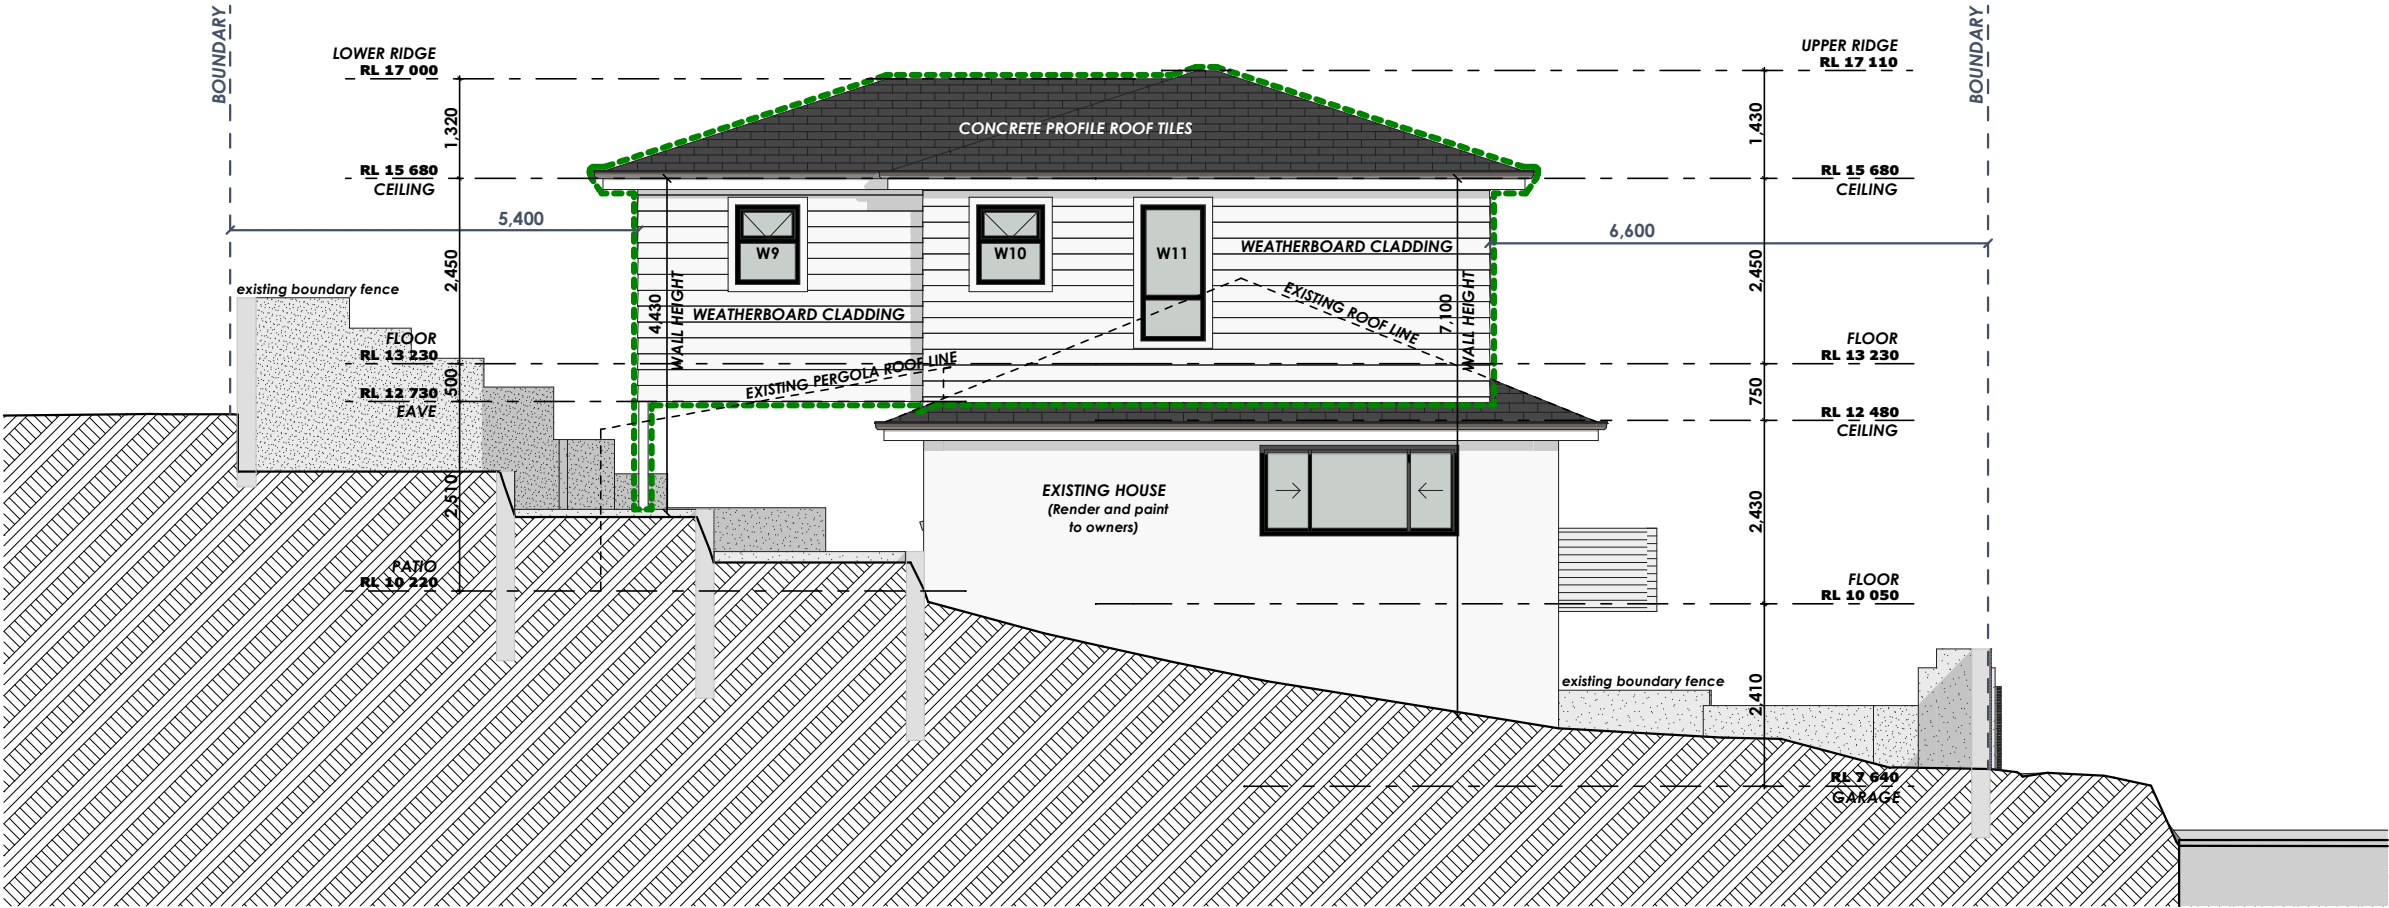 BOUNDARY
LOWER RIDGE
RL 17 000
1,320
RL 15 680
CEILING
5,400
2,450
existing boundary fence
FLOOR
RL 13 230
500
RL 12 730
EAVE
2,510
PATIO
RL 10 220
CONCRETE PROFILE ROOF TILES
W9
W10
W11
WEATHERBOARD CLADDING
WEATHERBOARD CLADDING
4,430
WALL HEIGHT
EXISTING PERGOLA ROOF LINE
EXISTING ROOF LINE
7,100
WALL HEIGHT
EXISTING HOUSE
(Render and paint
to owners)
UPPER RIDGE
RL 17 110
BOUNDARY
1,430
RL 15 680
CEILING
6,600
2,450
FLOOR
RL 13 230
750
RL 12 480
CEILING
2,430
FLOOR
RL 10 050
existing boundary fence
2,410
RL 7 640
GARAGE